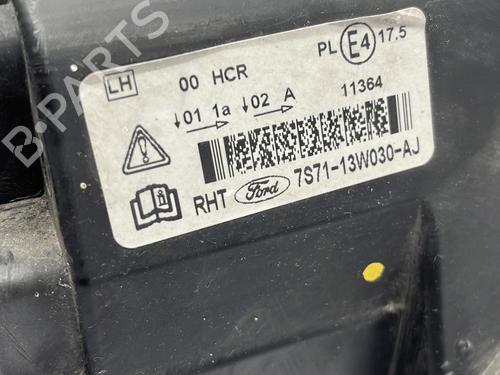 LH 00 HCR PL E4 17.5
↓01 1a ↓02 A 11364
RHT Ford 7S71-13W030-AJ
B-PARTS